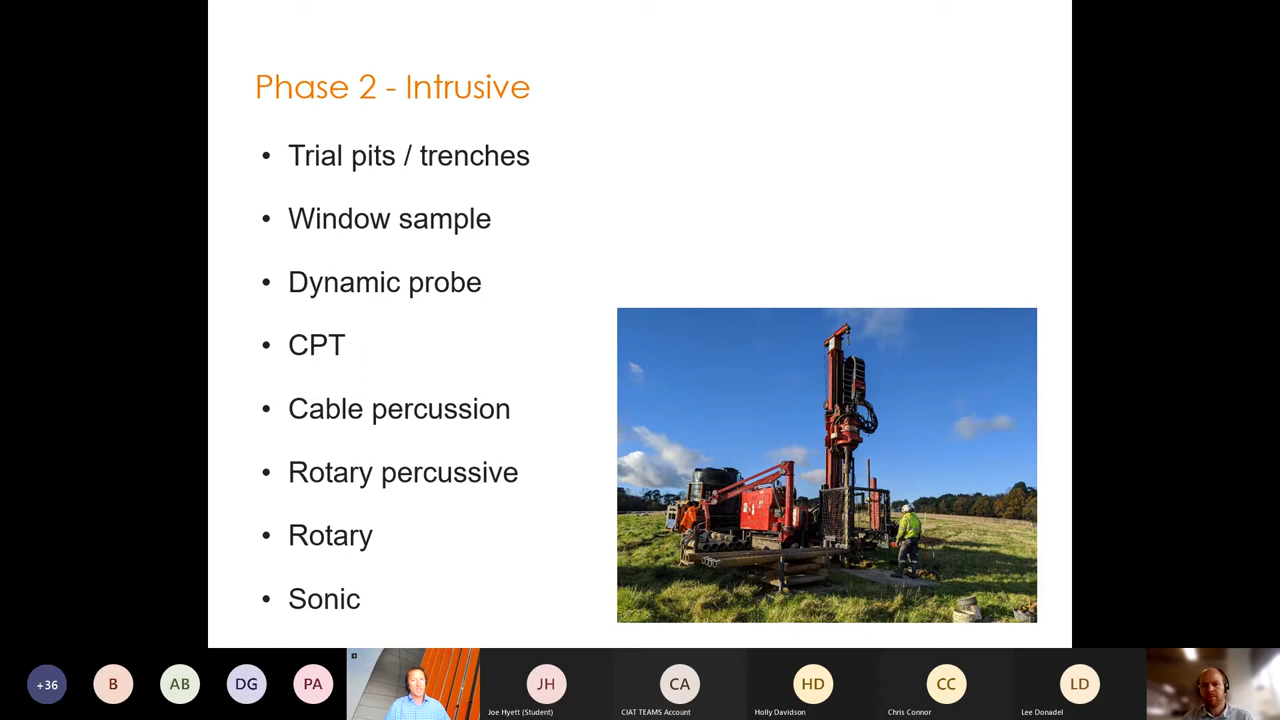 Phase 2 - Intrusive
• Trial pits / trenches
• Window sample
• Dynamic probe
• CPT
• Cable percussion
• Rotary percussive
• Rotary
• Sonic
+36
B
AB
DG
PA
JH
CA
HD
CC
LD
Joe Hyett (Student)
CIAT TEAMS Account
Holly Davidson
Chris Connor
Lee Donadel